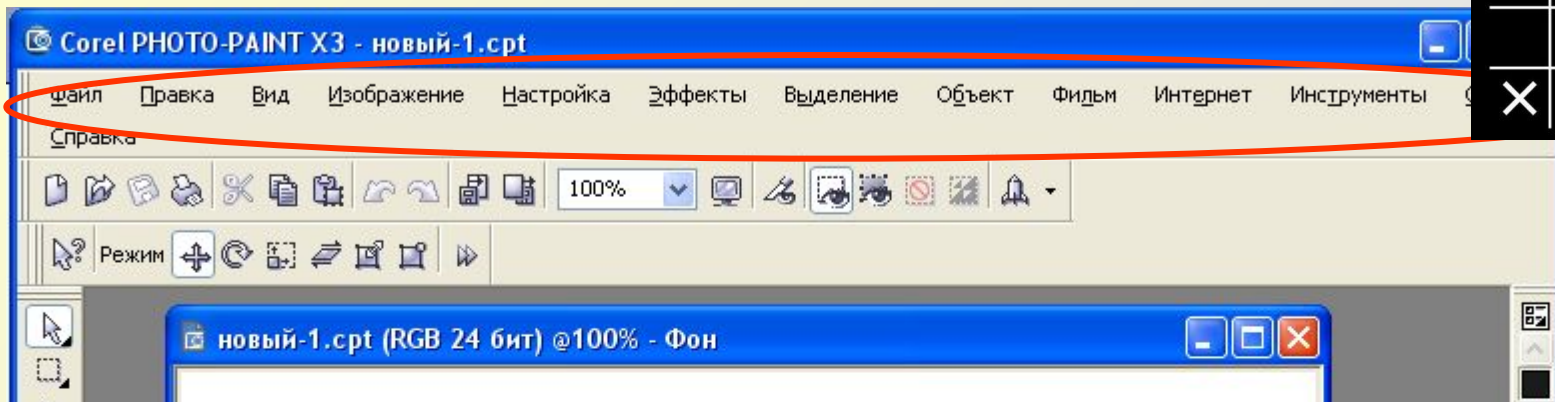 Corel PHOTO-PAINT X3 - новый-1.cpt
Файл Правка Вид Изображение Настройка Эффекты Выделение Объект Фильм Интернет Инструменты
Справка
100%
Режим
новый-1.cpt (RGB 24 бит) @100% - Фон